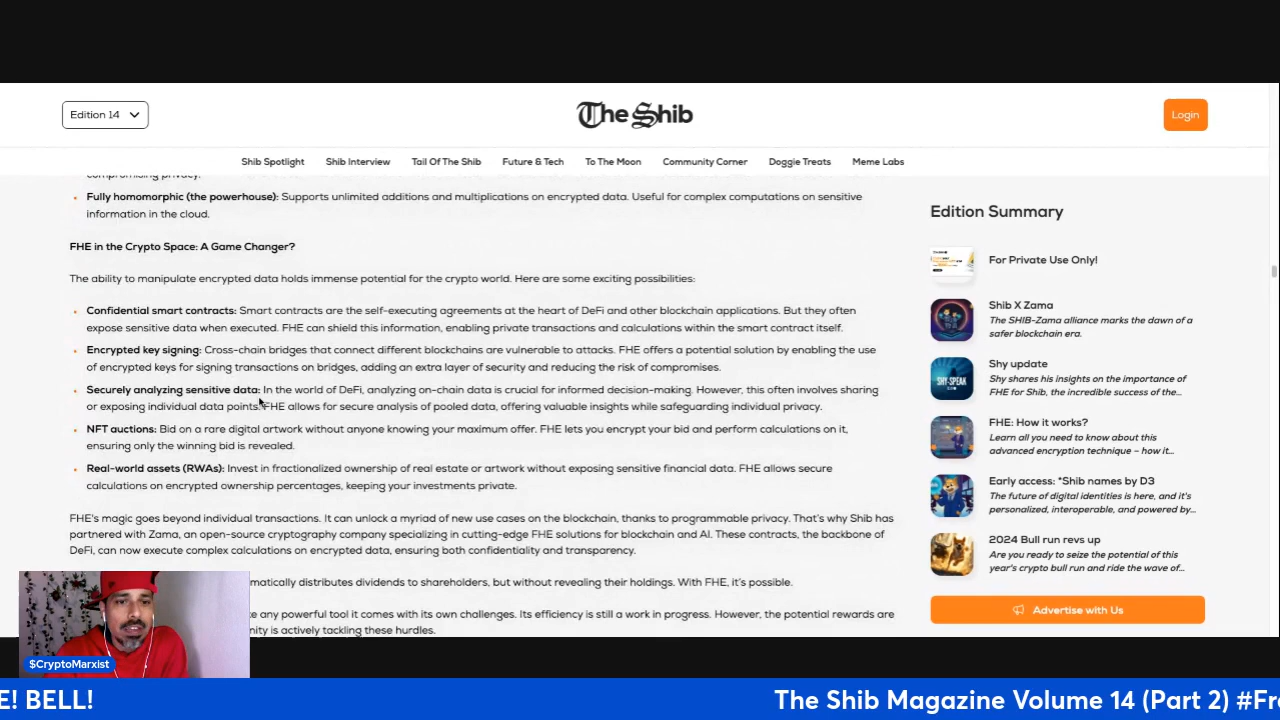 Edition 14
The Shib
Login
Shib Spotlight Shib Interview Tail Of The Shib Future & Tech To The Moon Community Corner Doggie Treats Meme Labs
compromising privacy.
• Fully homomorphic (the powerhouse): Supports unlimited additions and multiplications on encrypted data. Useful for complex computations on sensitive
information in the cloud.
FHE in the Crypto Space: A Game Changer?
The ability to manipulate encrypted data holds immense potential for the crypto world. Here are some exciting possibilities:
• Confidential smart contracts: Smart contracts are the self-executing agreements at the heart of DeFi and other blockchain applications. But they often
expose sensitive data when executed. FHE can shield this information, enabling private transactions and calculations within the smart contract itself.
• Encrypted key signing: Cross-chain bridges that connect different blockchains are vulnerable to attacks. FHE offers a potential solution by enabling the use
of encrypted keys for signing transactions on bridges, adding an extra layer of security and reducing the risk of compromises.
• Securely analyzing sensitive data: In the world of DeFi, analyzing on-chain data is crucial for informed decision-making. However, this often involves sharing
or exposing individual data points. FHE allows for secure analysis of pooled data, offering valuable insights while safeguarding individual privacy.
• NFT auctions: Bid on a rare digital artwork without anyone knowing your maximum offer. FHE lets you encrypt your bid and perform calculations on it,
ensuring only the winning bid is revealed.
• Real-world assets (RWAs): Invest in fractionalized ownership of real estate or artwork without exposing sensitive financial data. FHE allows secure
calculations on encrypted ownership percentages, keeping your investments private.
FHE's magic goes beyond individual transactions. It can unlock a myriad of new use cases on the blockchain, thanks to programmable privacy. That's why Shib has
partnered with Zama, an open-source cryptography company specializing in cutting-edge FHE solutions for blockchain and AI. These contracts, the backbone of
DeFi, can now execute complex calculations on encrypted data, ensuring both confidentiality and transparency.
matically distributes dividends to shareholders, but without revealing their holdings. With FHE, it's possible.
any powerful tool it comes with its own challenges. Its efficiency is still a work in progress. However, the potential rewards are
nity is actively tackling these hurdles.
Edition Summary
For Private Use Only!
Shib X Zama
The SHIB-Zama alliance marks the dawn of a
safer blockchain era.
SHY-SPEAK
Shy update
Shy shares his insights on the importance of
FHE for Shib, the incredible success of the...
FHE: How it works?
Learn all you need to know about this
advanced encryption technique – how it...
Early access: *Shib names by D3
The future of digital identities is here, and it's
personalized, interoperable, and powered by...
2024 Bull run revs up
Are you ready to seize the potential of this
year's crypto bull run and ride the wave of...
Advertise with Us
$CryptoMarxist
E! BELL! The Shib Magazine Volume 14 (Part 2) #Fr